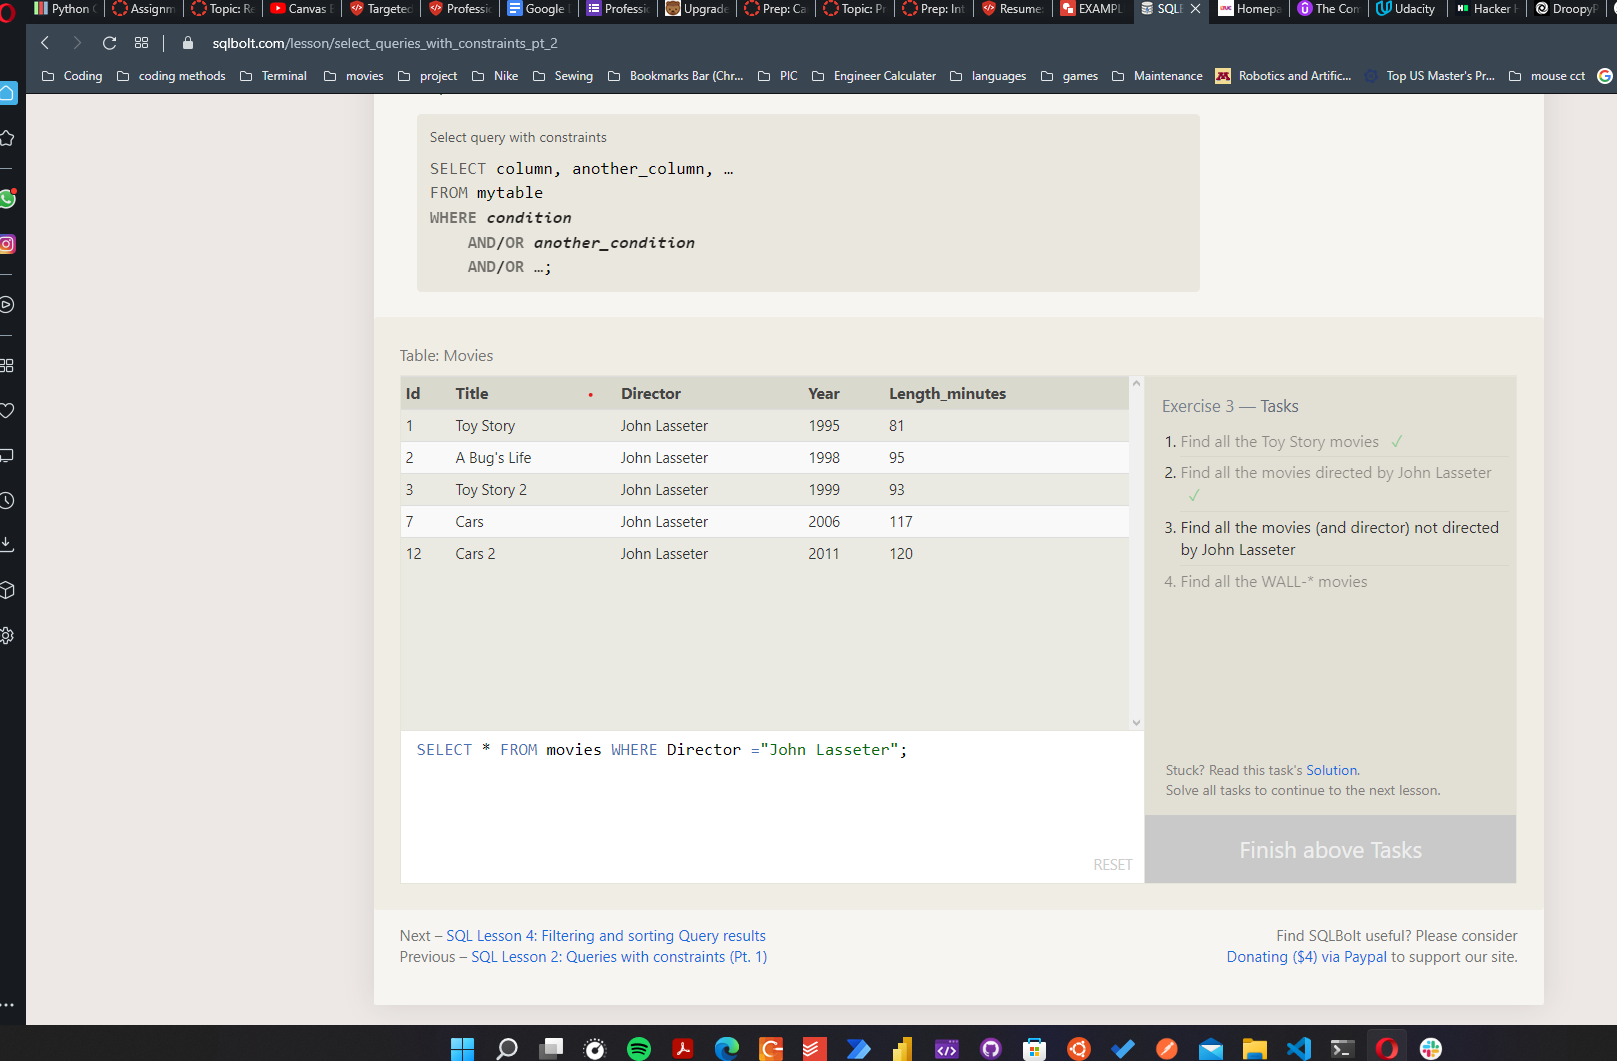 Python
Assignm
Topic: Re
Canvas
Targeted
Professio
Google
Professio
Upgrade
Prep: Ca
Topic: Pr
Prep: Int
Resume
EXAMPL
SQLB
Homepa
The Com
Udacity
Hacker
DroopyP
sqlbolt.com/lesson/select_queries_with_constraints_pt_2
Coding
coding methods
Terminal
movies
project
Nike
Sewing
Bookmarks Bar (Chr...
PIC
Engineer Calculater
languages
games
Maintenance
Robotics and Artific...
Top US Master's Pr...
mouse cct
Select query with constraints
SELECT column, another_column, …
FROM mytable
WHERE condition
AND/OR another_condition
AND/OR …;
Table: Movies
Id Title Director Year Length_minutes
1 Toy Story John Lasseter 1995 81
2 A Bug's Life John Lasseter 1998 95
3 Toy Story 2 John Lasseter 1999 93
7 Cars John Lasseter 2006 117
12 Cars 2 John Lasseter 2011 120
SELECT * FROM movies WHERE Director ="John Lasseter";
RESET
Exercise 3 — Tasks
1. Find all the Toy Story movies ✓
2. Find all the movies directed by John Lasseter
✓
3. Find all the movies (and director) not directed
by John Lasseter
4. Find all the WALL-* movies
Stuck? Read this task's Solution.
Solve all tasks to continue to the next lesson.
Finish above Tasks
Next – SQL Lesson 4: Filtering and sorting Query results
Previous – SQL Lesson 2: Queries with constraints (Pt. 1)
Find SQLBolt useful? Please consider
Donating ($4) via Paypal to support our site.